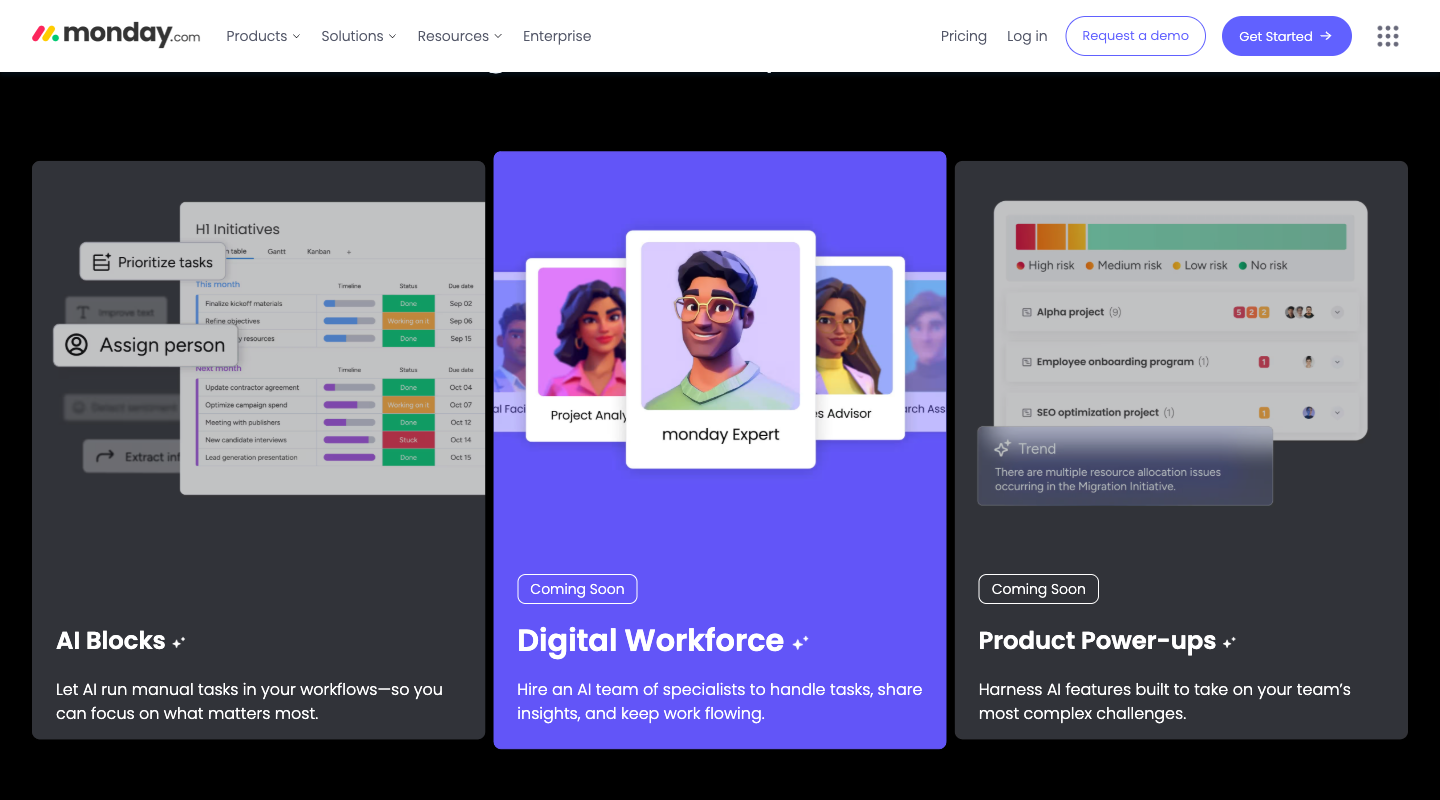 monday.com
Products
Solutions
Resources
Enterprise
Pricing
Log in
Request a demo
Get Started
H1 Initiatives
table
Gantt
Kanban
+
Prioritize tasks
This month
Timeline
Status
Due date
Finalize kickoff materials
Done
Sep 02
Improve text
Refine objectives
Working on it
Sep 06
resources
Done
Sep 15
Assign person
Next month
Timeline
Status
Due date
Update contractor agreement
Done
Oct 04
Optimize campaign spend
Working on it
Oct 07
Detect sentiment
Meeting with publishers
Done
Oct 12
New candidate interviews
Stuck
Oct 14
Extract inf
Lead generation presentation
Done
Oct 15
AI Blocks
Let AI run manual tasks in your workflows—so you
can focus on what matters most.
al Faci
Project Analy
monday Expert
es Advisor
arch Ass
Coming Soon
Digital Workforce
Hire an AI team of specialists to handle tasks, share
insights, and keep work flowing.
High risk
Medium risk
Low risk
No risk
Alpha project (9)
5 2 2
Employee onboarding program (1)
1
SEO optimization project (1)
1
Trend
There are multiple resource allocation issues
occurring in the Migration Initiative.
Coming Soon
Product Power-ups
Harness AI features built to take on your team's
most complex challenges.